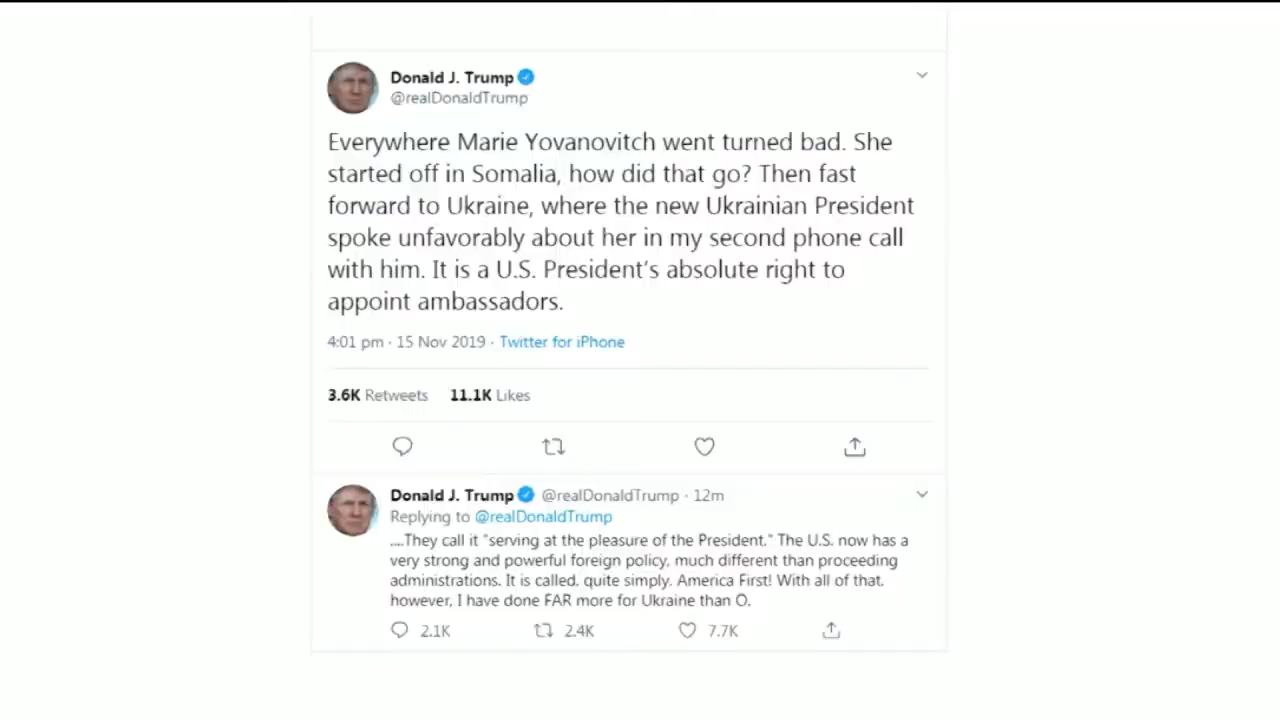 Donald J. Trump
@realDonaldTrump
Everywhere Marie Yovanovitch went turned bad. She
started off in Somalia, how did that go? Then fast
forward to Ukraine, where the new Ukrainian President
spoke unfavorably about her in my second phone call
with him. It is a U.S. President's absolute right to
appoint ambassadors.
4:01 pm · 15 Nov 2019 · Twitter for iPhone
3.6K Retweets 11.1K Likes
Donald J. Trump @realDonaldTrump · 12m
Replying to @realDonaldTrump
....They call it "serving at the pleasure of the President." The U.S. now has a
very strong and powerful foreign policy, much different than proceeding
administrations. It is called, quite simply, America First! With all of that,
however, I have done FAR more for Ukraine than O.
2.1K 2.4K 7.7K